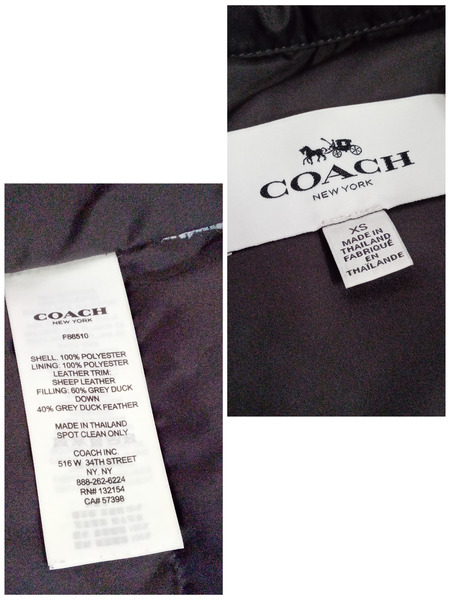 COACH
NEW YORK
XS
MADE IN
THAILAND
FABRIQUÉ
EN
THAÏLANDE
COACH
NEW YORK
F86510
SHELL: 100% POLYESTER
LINING: 100% POLYESTER
LEATHER TRIM:
SHEEP LEATHER
FILLING: 60% GREY DUCK
DOWN
40% GREY DUCK FEATHER
MADE IN THAILAND
SPOT CLEAN ONLY
COACH INC.
516 W 34TH STREET
NY, NY
888-262-6224
RN# 132154
CA# 57398